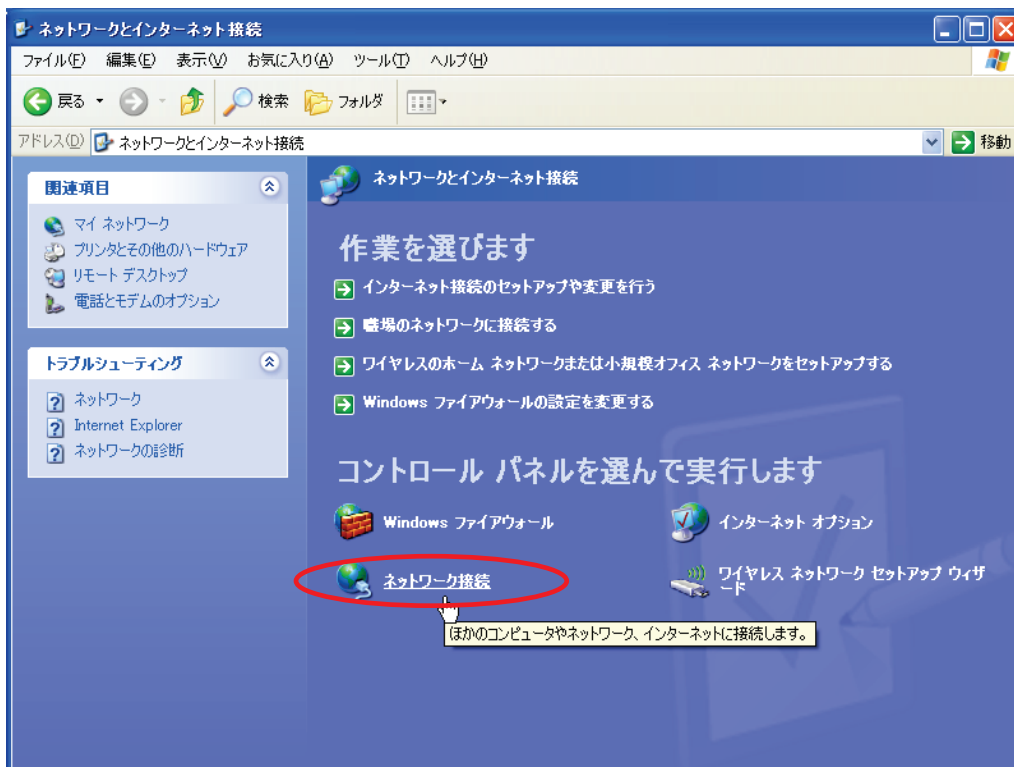 ネットワークとインターネット接続
ファイル(F) 編集(E) 表示(V) お気に入り(A) ツール(T) ヘルプ(H)
戻る 検索 フォルダ
アドレス(D) ネットワークとインターネット接続 移動
関連項目
マイ ネットワーク
プリンタとその他のハードウェア
リモート デスクトップ
電話とモデムのオプション
トラブルシューティング
ネットワーク
Internet Explorer
ネットワークの診断
ネットワークとインターネット接続
作業を選びます
インターネット接続のセットアップや変更を行う
職場のネットワークに接続する
ワイヤレスのホーム ネットワークまたは小規模オフィス ネットワークをセットアップする
Windows ファイアウォールの設定を変更する
コントロール パネルを選んで実行します
Windows ファイアウォール
インターネット オプション
ネットワーク接続
ワイヤレス ネットワーク セットアップ ウィザ
ード
ほかのコンピュータやネットワーク、インターネットに接続します。